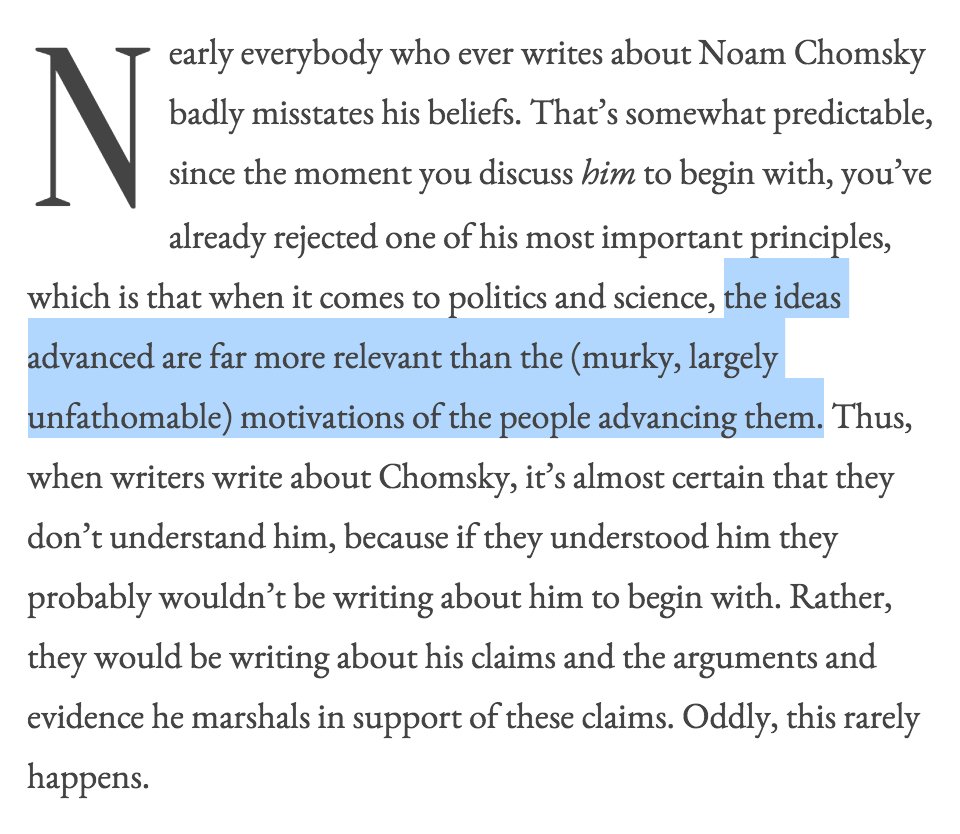 Nearly everybody who ever writes about Noam Chomsky
badly misstates his beliefs. That’s somewhat predictable,
since the moment you discuss him to begin with, you’ve
already rejected one of his most important principles,
which is that when it comes to politics and science, the ideas
advanced are far more relevant than the (murky, largely
unfathomable) motivations of the people advancing them. Thus,
when writers write about Chomsky, it’s almost certain that they
don’t understand him, because if they understood him they
probably wouldn’t be writing about him to begin with. Rather,
they would be writing about his claims and the arguments and
evidence he marshals in support of these claims. Oddly, this rarely
happens.